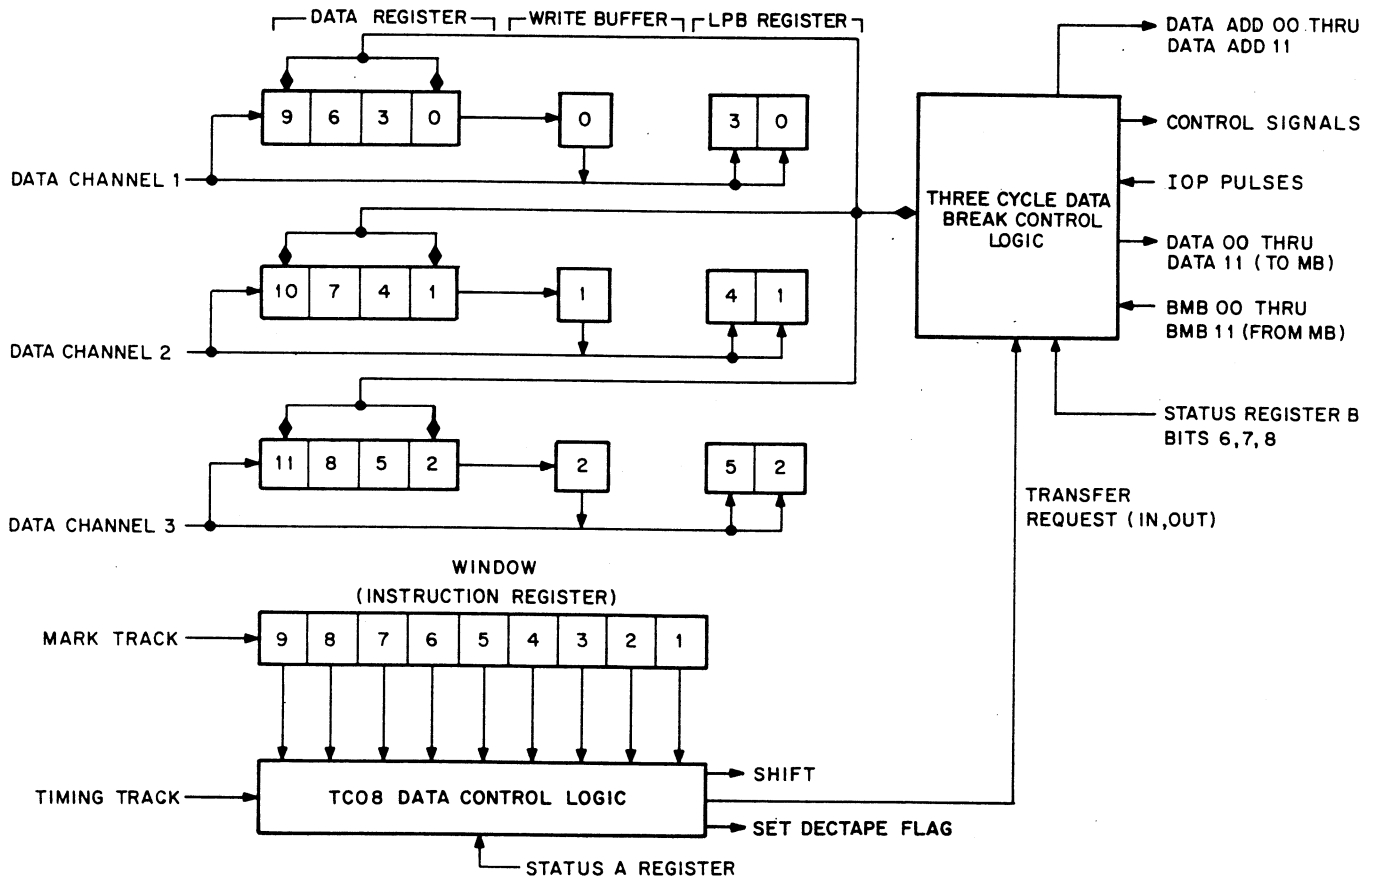 DATA REGISTER
WRITE BUFFER
LPB REGISTER
9 6 3 0
0
3 0
DATA CHANNEL 1
10 7 4 1
1
4 1
DATA CHANNEL 2
11 8 5 2
2
5 2
DATA CHANNEL 3
THREE CYCLE DATA
BREAK CONTROL
LOGIC
DATA ADD 00 THRU
DATA ADD 11
CONTROL SIGNALS
IOP PULSES
DATA 00 THRU
DATA 11 (TO MB)
BMB 00 THRU
BMB 11 (FROM MB)
STATUS REGISTER B
BITS 6,7,8
TRANSFER
REQUEST (IN,OUT)
WINDOW
(INSTRUCTION REGISTER)
MARK TRACK
9 8 7 6 5 4 3 2 1
TIMING TRACK
TC08 DATA CONTROL LOGIC
SHIFT
SET DECTAPE FLAG
STATUS A REGISTER